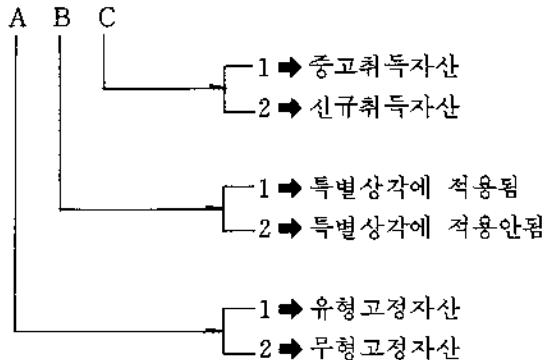 A B C
1 ➡ 중고취득자산
2 ➡ 신규취득자산
1 ➡ 특별상각에 적용됨
2 ➡ 특별상각에 적용안됨
1 ➡ 유형고정자산
2 ➡ 무형고정자산